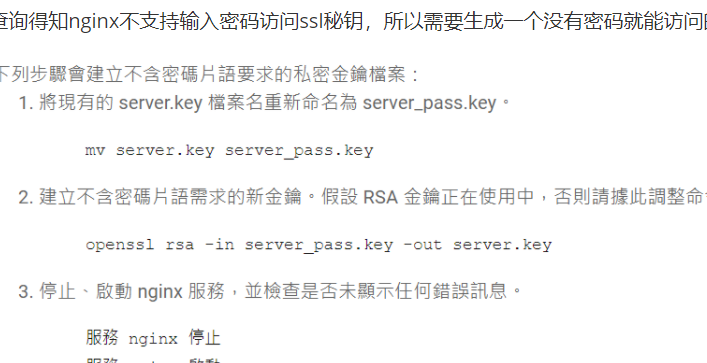 查询得知nginx不支持输入密码访问ssl秘钥，所以需要生成一个没有密码就能访问
下列步驟會建立不含密碼片語要求的私密金鑰檔案：
1. 將現有的 server.key 檔案名重新命名為 server_pass.key。
mv server.key server_pass.key
2. 建立不含密碼片語需求的新金鑰。假設 RSA 金鑰正在使用中，否則請據此調整命
openssl rsa -in server_pass.key -out server.key
3. 停止、啟動 nginx 服務，並檢查是否未顯示任何錯誤訊息。
服務 nginx 停止